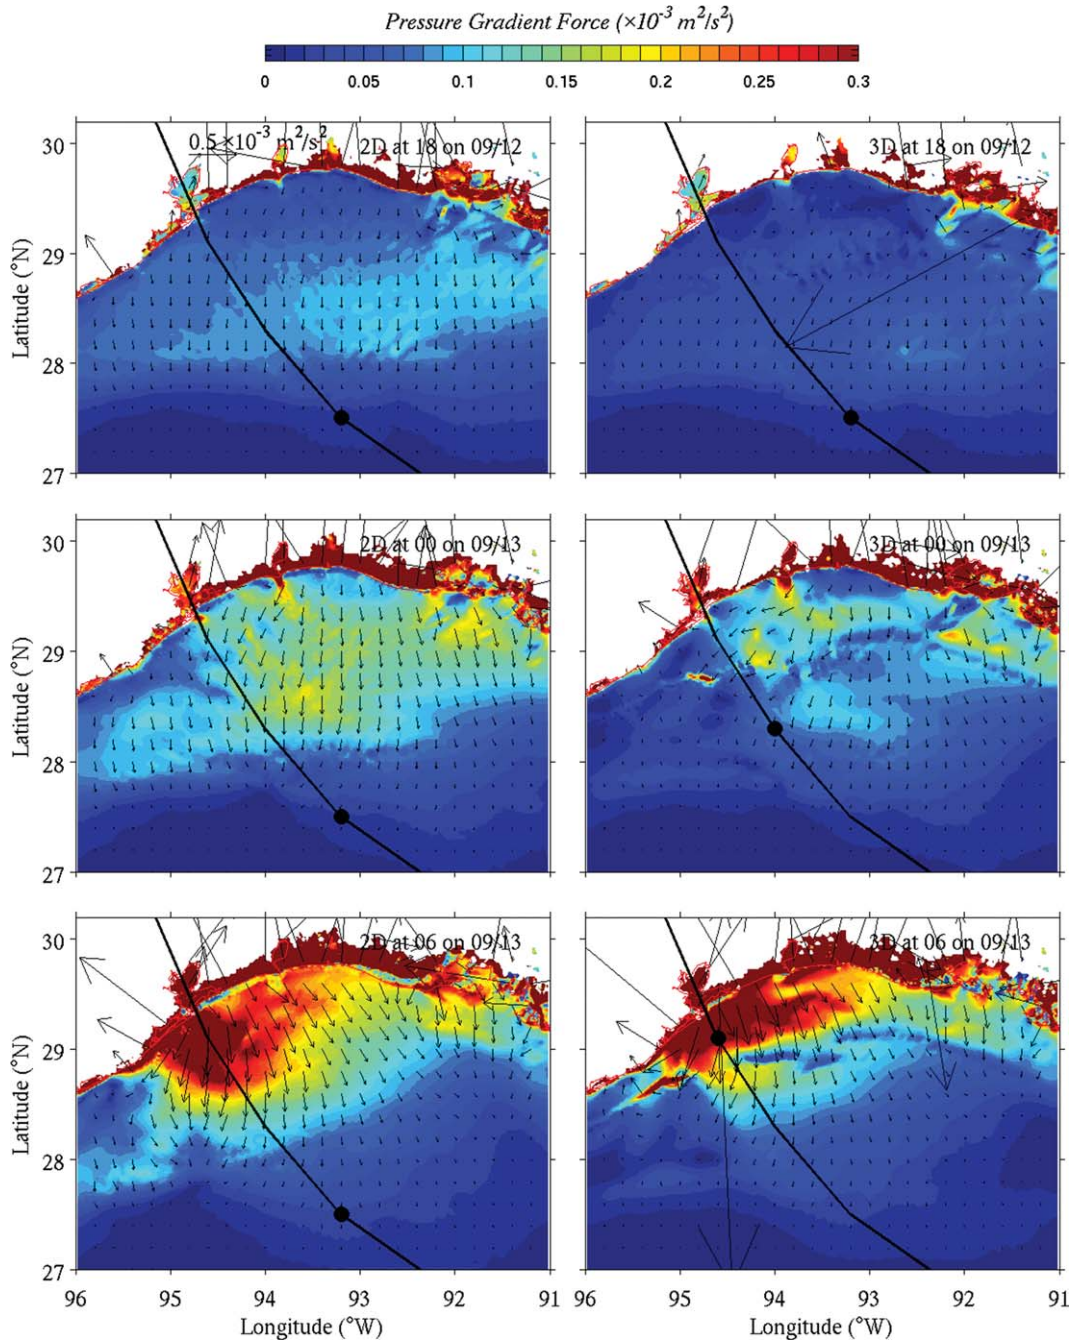 Pressure Gradient Force (×10⁻³ m²/s²)
0 0.05 0.1 0.15 0.2 0.25 0.3
0.5 ×10⁻³ m²/s²
2D at 18 on 09/12
3D at 18 on 09/12
30
29
28
27
Latitude (°N)
2D at 00 on 09/13
3D at 00 on 09/13
30
29
28
27
Latitude (°N)
2D at 06 on 09/13
3D at 06 on 09/13
30
29
28
27
Latitude (°N)
96 95 94 93 92 91
96 95 94 93 92 91
Longitude (°W)
Longitude (°W)